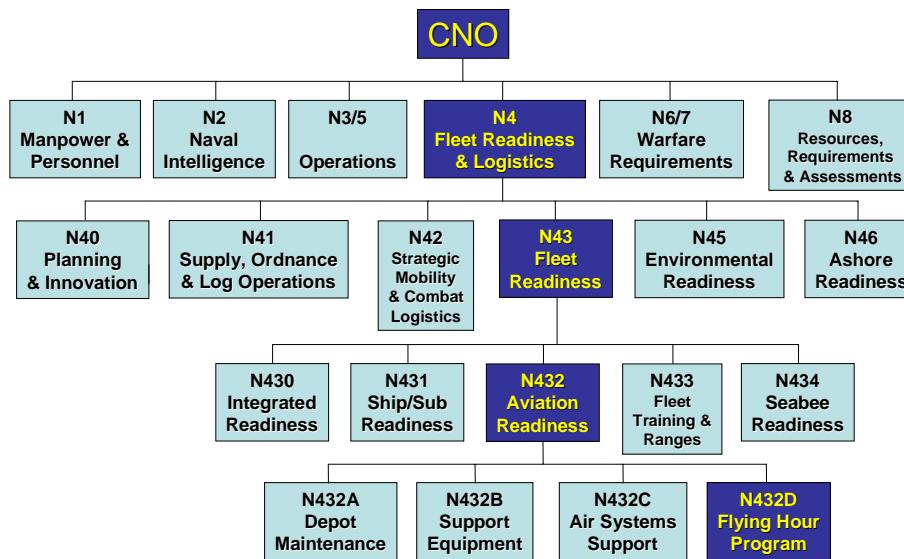 CNO
N1
Manpower &
Personnel
N2
Naval
Intelligence
N3/5
Operations
N4
Fleet Readiness
& Logistics
N6/7
Warfare
Requirements
N8
Resources,
Requirements
& Assessments
N40
Planning
& Innovation
N41
Supply, Ordnance
& Log Operations
N42
Strategic
Mobility
& Combat
Logistics
N43
Fleet
Readiness
N45
Environmental
Readiness
N46
Ashore
Readiness
N430
Integrated
Readiness
N431
Ship/Sub
Readiness
N432
Aviation
Readiness
N433
Fleet
Training &
Ranges
N434
Seabee
Readiness
N432A
Depot
Maintenance
N432B
Support
Equipment
N432C
Air Systems
Support
N432D
Flying Hour
Program